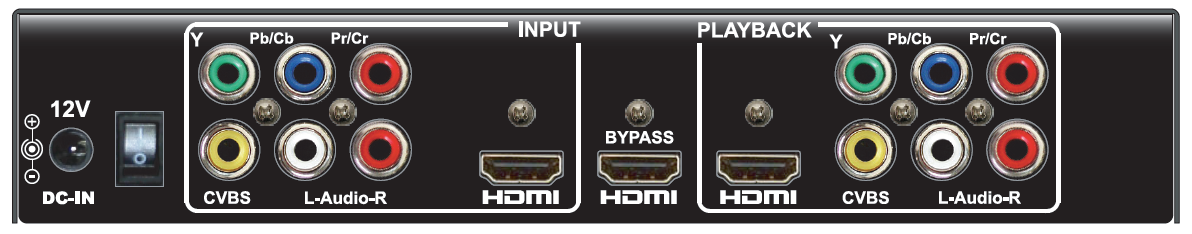 INPUT
PLAYBACK
Y Pb/Cb Pr/Cr
Y Pb/Cb Pr/Cr
12V
BYPASS
DC-IN
CVBS L-Audio-R
HDMI
HDMI
HDMI
CVBS L-Audio-R